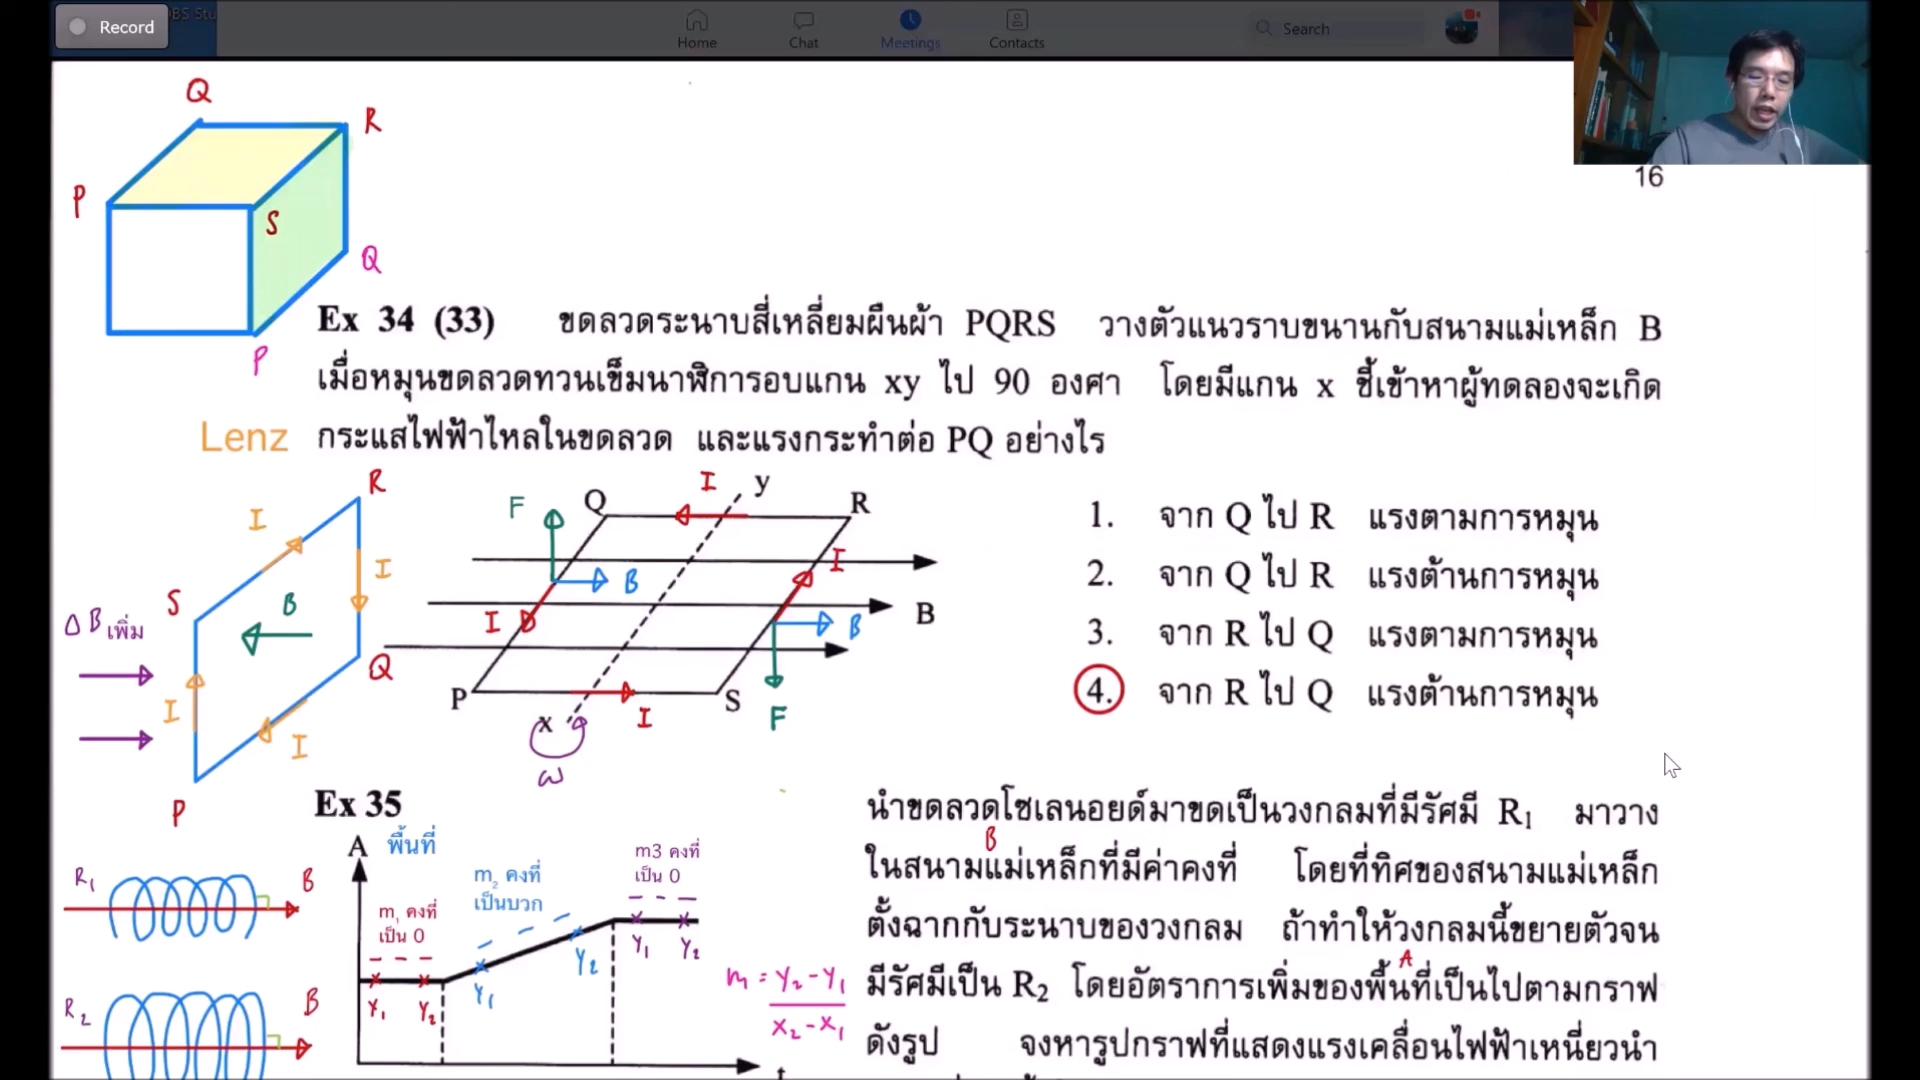 Record
OBS Stu
Home
Chat
Meetings
Contacts
Search
16
Q
R
P
S
Q
P
Ex 34 (33) ขดลวดระนาบสี่เหลี่ยมผืนผ้า PQRS วางตัวแนวราบขนานกับสนามแม่เหล็ก B
เมื่อหมุนขดลวดทวนเข็มนาฬิการอบแกน xy ไป 90 องศา โดยมีแกน x ชี้เข้าหาผู้ทดลองจะเกิด
Lenz กระแสไฟฟ้าไหลในขดลวด และแรงกระทำต่อ PQ อย่างไร
R
I
S
I
B
ΔB เพิ่ม
Q
I
I
P
I
y
F
Q
R
I
B
I
B
B
P
S
x
I
F
ω
1. จาก Q ไป R แรงตามการหมุน
2. จาก Q ไป R แรงต้านการหมุน
3. จาก R ไป Q แรงตามการหมุน
4. จาก R ไป Q แรงต้านการหมุน
Ex 35
A พื้นที่
m₁ คงที่
เป็น 0
m₂ คงที่
เป็นบวก
m3 คงที่
เป็น 0
Y₁ Y₂
Y₁ Y₂
Y₁ Y₂
t
R₁ B
R₂ B
m = Y₂-Y₁
X₂-X₁
นำขดลวดโซเลนอยด์มาขดเป็นวงกลมที่มีรัศมี R₁ มาวาง
B
ในสนามแม่เหล็กที่มีค่าคงที่ โดยที่ทิศของสนามแม่เหล็ก
ตั้งฉากกับระนาบของวงกลม ถ้าทำให้วงกลมนี้ขยายตัวจน
A
มีรัศมีเป็น R₂ โดยอัตราการเพิ่มของพื้นที่เป็นไปตามกราฟ
ดังรูป จงหารูปกราฟที่แสดงแรงเคลื่อนไฟฟ้าเหนี่ยวนำ